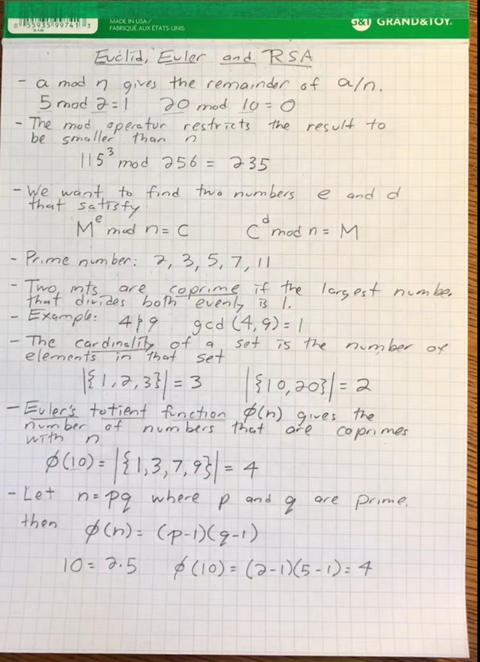 MADE IN USA/
FABRIQUÉ AUX ÉTATS-UNIS
G&T GRAND&TOY.
Euclid, Euler and RSA
- a mod n gives the remainder of a/n.
5 mod 2=1 20 mod 10=0
- The mod operator restricts the result to
be smaller than n
115³ mod 256 = 235
- We want to find two numbers e and d
that satisfy
Mᵉ mod n = C Cᵈ mod n = M
- Prime number: 2, 3, 5, 7, 11
- Two ints are coprime if the largest number
that divides both evenly is 1.
- Example: 4, 9 gcd (4, 9) = 1
- The cardinality of a set is the number of
elements in that set
|{1,2,3}| = 3 |{10,20}| = 2
- Euler's totient function ϕ(n) gives the
number of numbers that are coprimes
with n
ϕ(10) = |{1,3,7,9}| = 4
- Let n=pq where p and q are prime.
then
ϕ(n) = (p-1)(q-1)
10 = 2·5 ϕ(10) = (2-1)(5-1) = 4